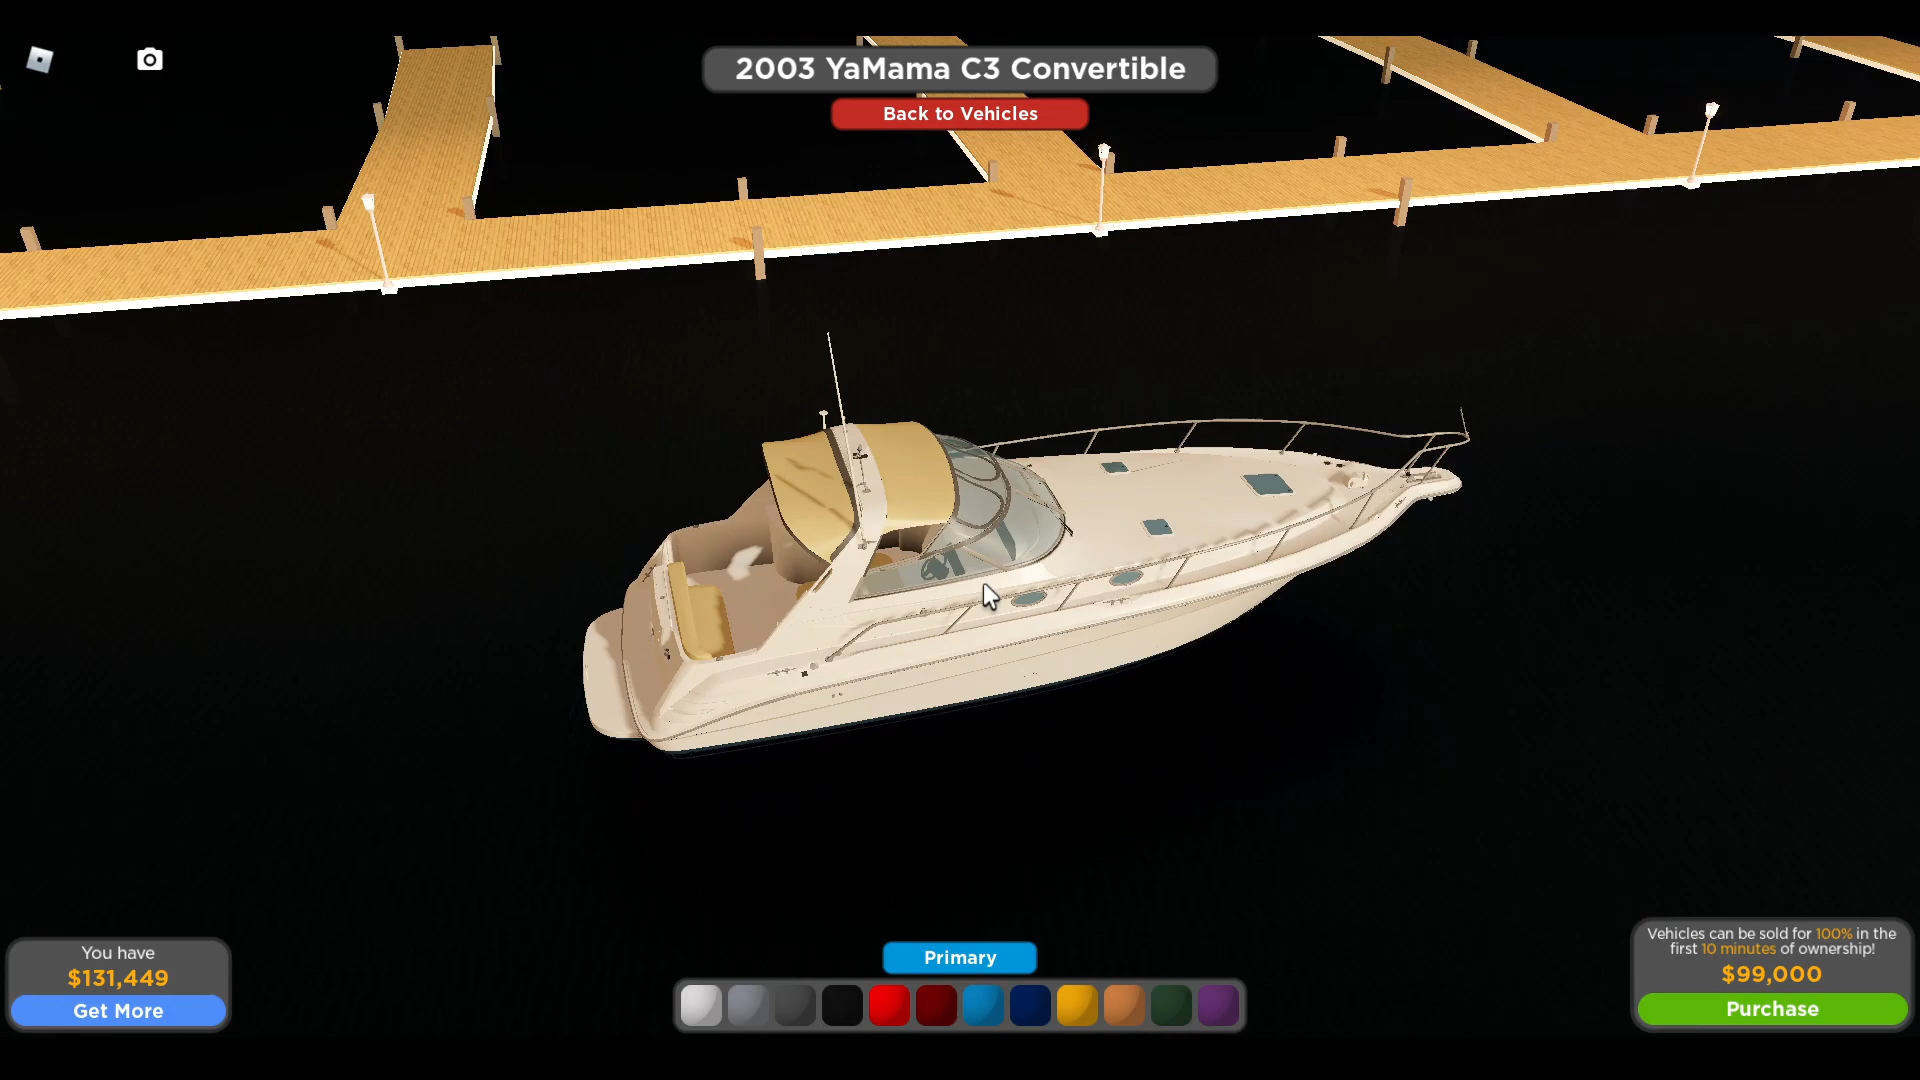 2003 YaMama C3 Convertible
Back to Vehicles
You have
$131,449
Get More
Primary
Vehicles can be sold for 100% in the
first 10 minutes of ownership!
$99,000
Purchase